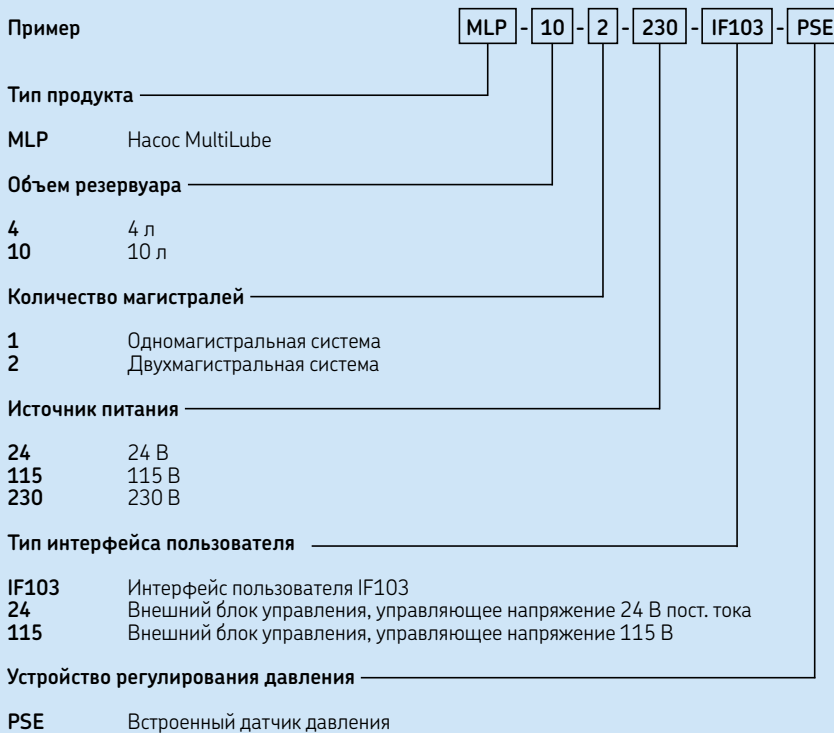 Пример MLP - 10 - 2 - 230 - IF103 - PSE
Тип продукта
MLP Насос MultiLube
Объем резервуара
4 4 л
10 10 л
Количество магистралей
1 Одномагистральная система
2 Двухмагистральная система
Источник питания
24 24 В
115 115 В
230 230 В
Тип интерфейса пользователя
IF103 Интерфейс пользователя IF103
24 Внешний блок управления, управляющее напряжение 24 В пост. тока
115 Внешний блок управления, управляющее напряжение 115 В
Устройство регулирования давления
PSE Встроенный датчик давления